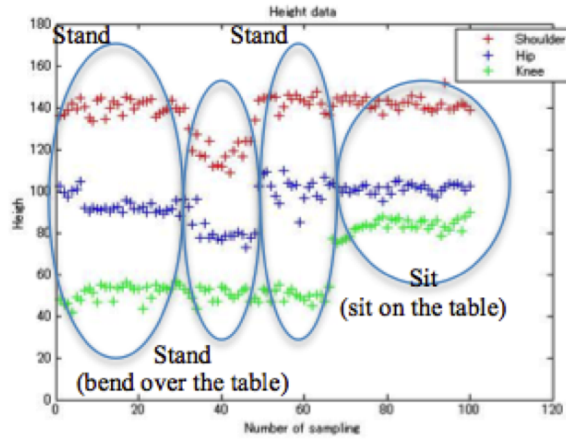 Height data
Stand
Stand
Shoulder
Hip
Knee
180
160
140
120
100
80
60
40
20
0
Heigh
Sit
(sit on the table)
Stand
(bend over the table)
0
20
40
60
80
100
120
Number of sampling